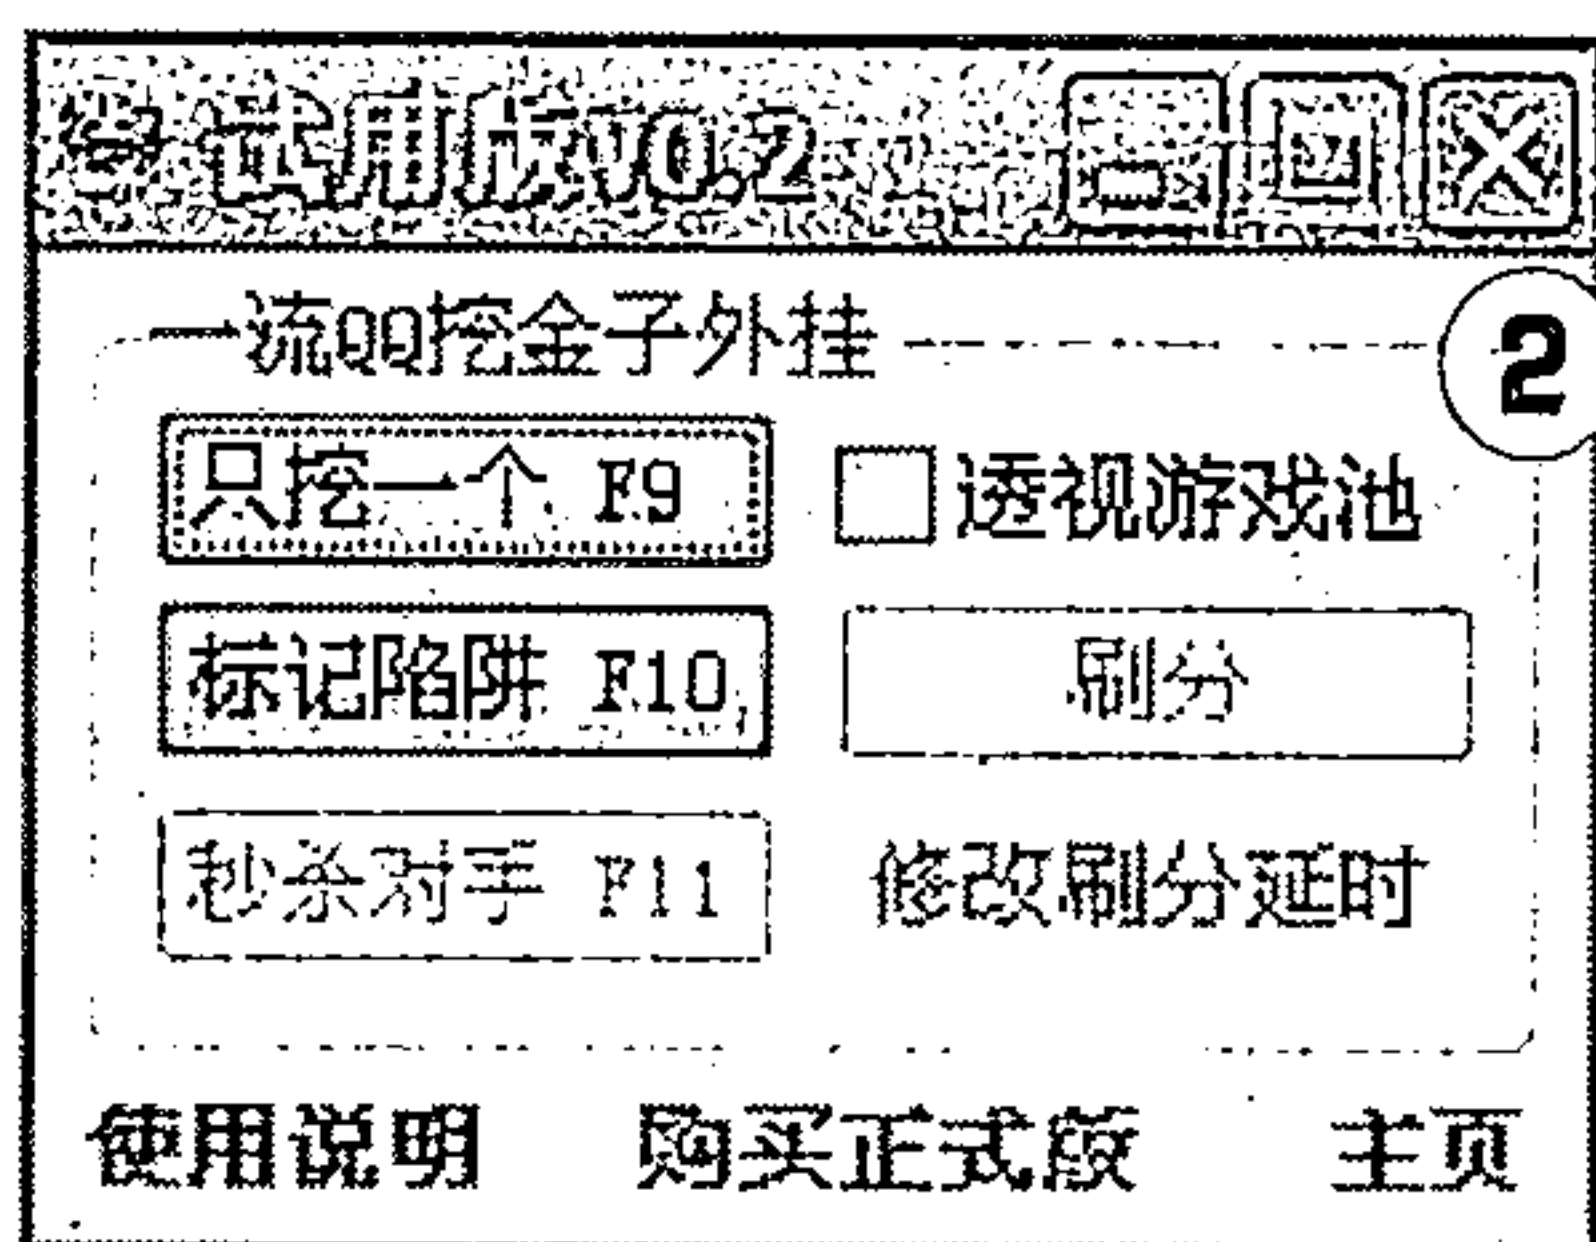 试用版V0.2
一流QQ挖金子外挂
②
只挖一个 F9
透视游戏池
标记陷阱 F10
刷分
秒杀对手 F11
修改刷分延时
使用说明
购买正式版
主页